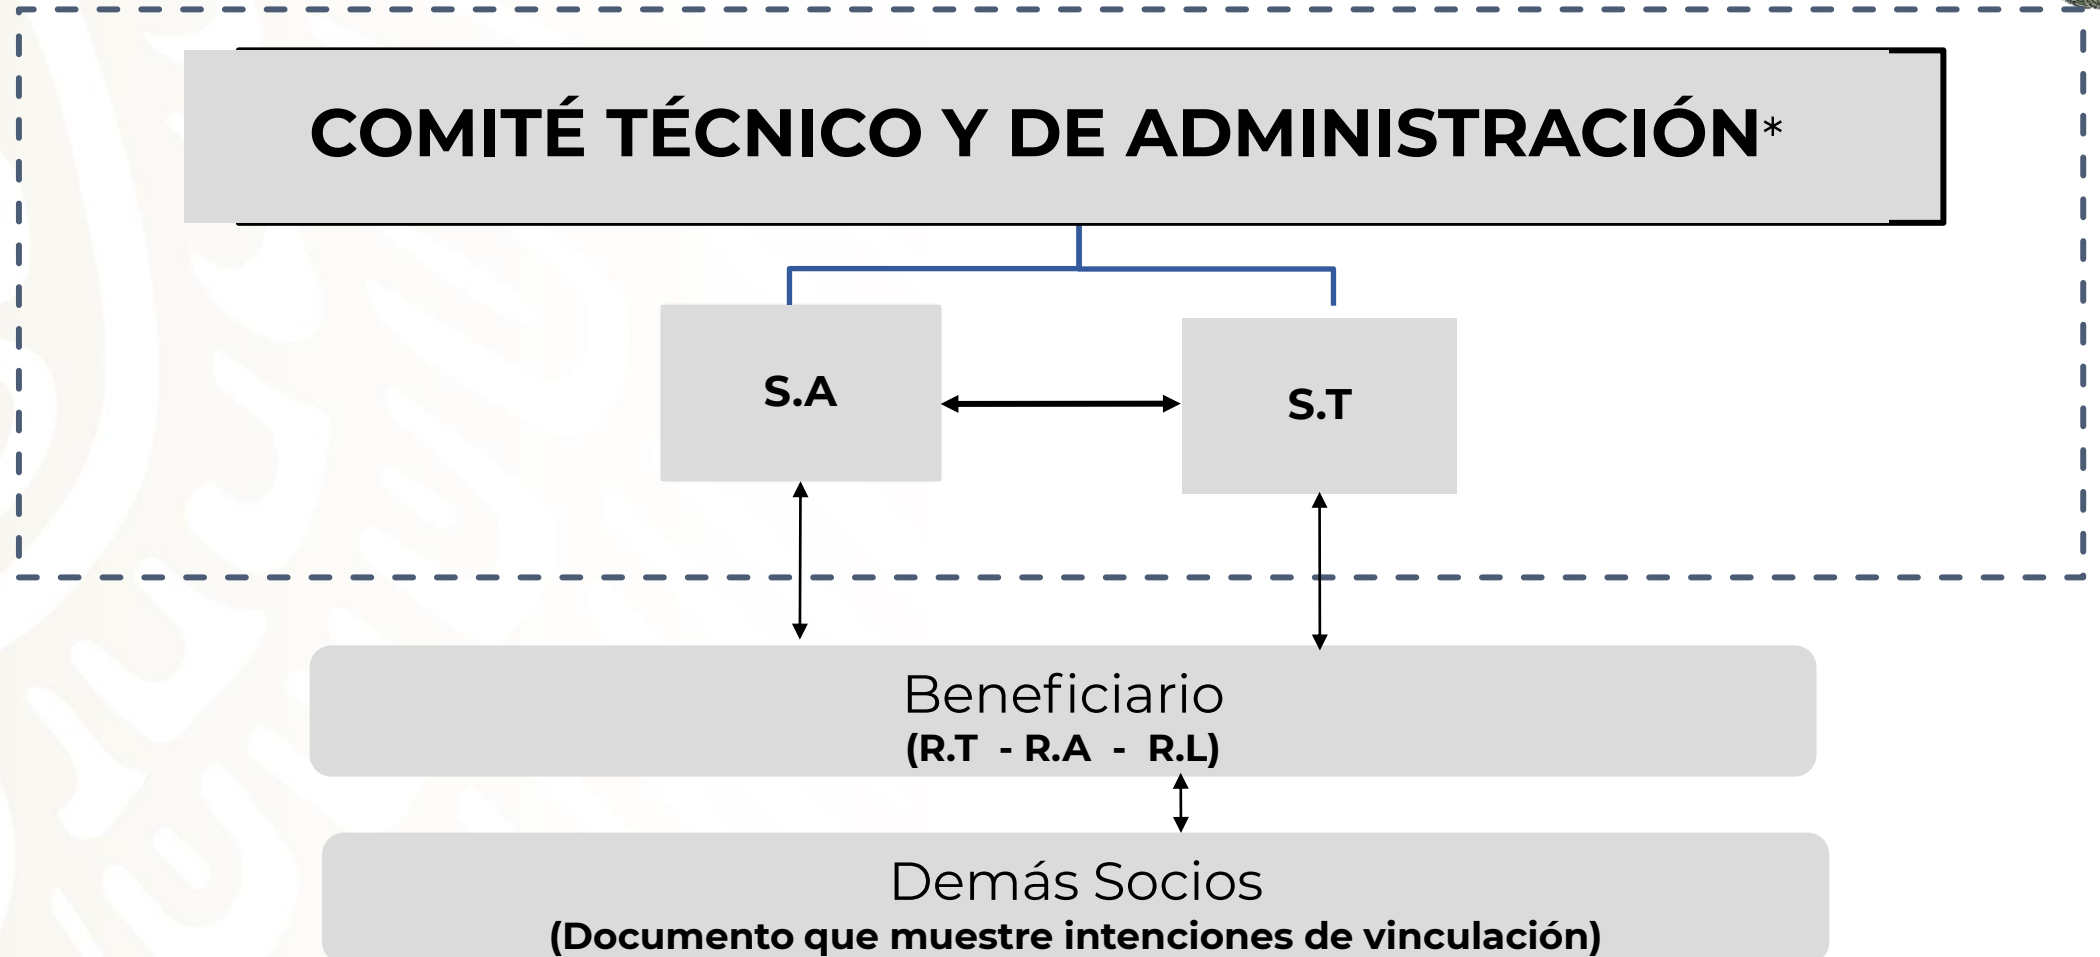 COMITÉ TÉCNICO Y DE ADMINISTRACIÓN*
S.A
S.T
Beneficiario
(R.T - R.A - R.L)
Demás Socios
(Documento que muestre intenciones de vinculación)